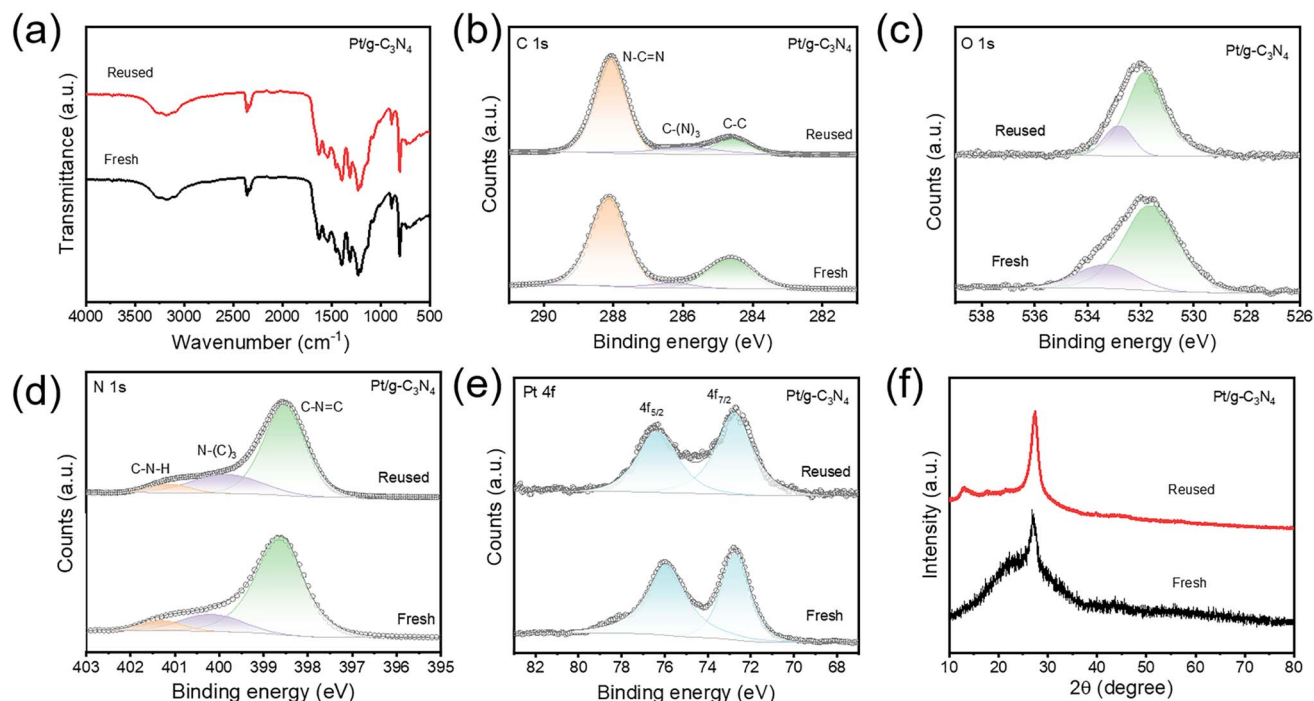 (a)
Pt/g-C₃N₄
Reused
Fresh
Transmittance (a.u.)
4000 3500 3000 2500 2000 1500 1000 500
Wavenumber (cm⁻¹)
(b)
C 1s
Pt/g-C₃N₄
N-C=N
C-(N)₃
C-C
Reused
Fresh
Counts (a.u.)
290 288 286 284 282
Binding energy (eV)
(c)
O 1s
Pt/g-C₃N₄
Reused
Fresh
Counts (a.u.)
538 536 534 532 530 528 526
Binding energy (eV)
(d)
N 1s
Pt/g-C₃N₄
C-N=C
N-(C)₃
C-N-H
Reused
Fresh
Counts (a.u.)
403 402 401 400 399 398 397 396 395
Binding energy (eV)
(e)
Pt 4f
Pt/g-C₃N₄
4f₅/₂
4f₇/₂
Reused
Fresh
Counts (a.u.)
82 80 78 76 74 72 70 68 66
Binding energy (eV)
(f)
Pt/g-C₃N₄
Reused
Fresh
Intensity (a.u.)
10 20 30 40 50 60 70 80
2θ (degree)